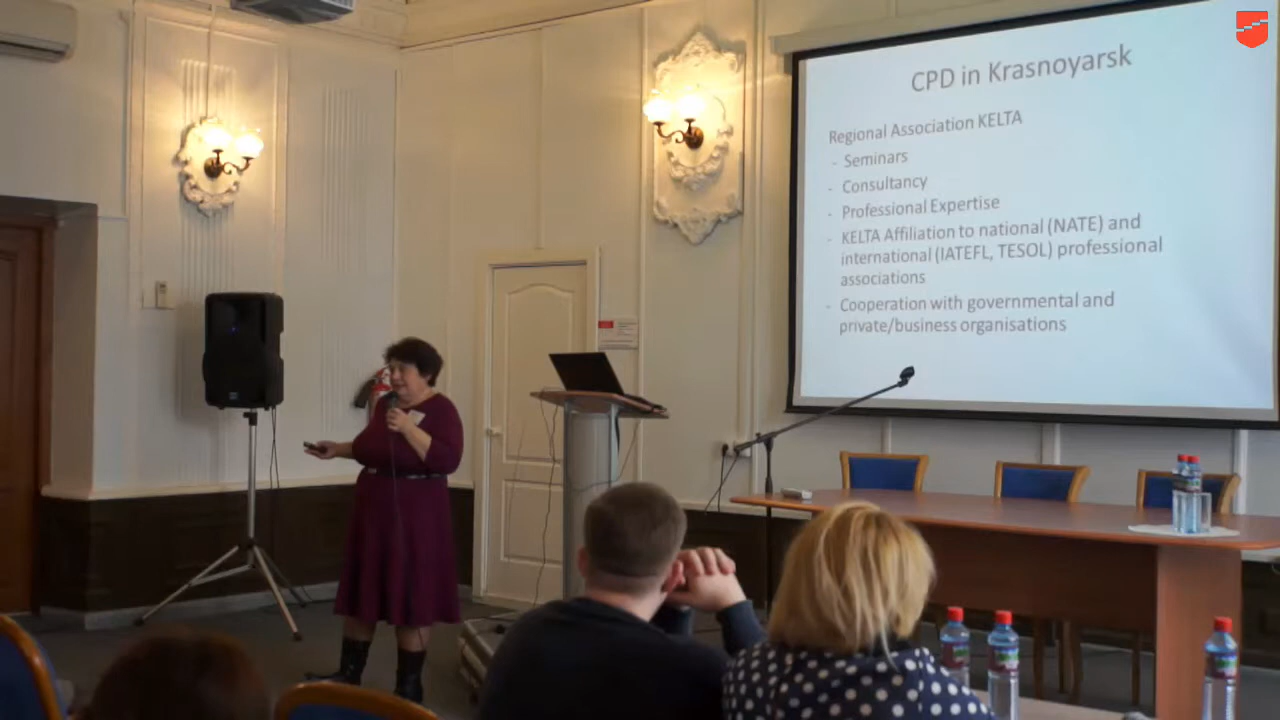 CPD in Krasnoyarsk
Regional Association KELTA
- Seminars
- Consultancy
- Professional Expertise
- KELTA Affiliation to national (NATE) and
international (IATEFL, TESOL) professional
associations
- Cooperation with governmental and
private/business organisations